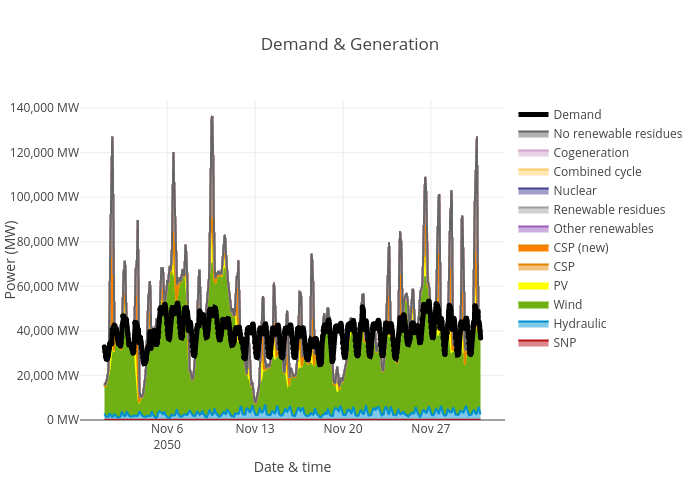 Demand & Generation
140,000 MW
120,000 MW
100,000 MW
80,000 MW
60,000 MW
40,000 MW
20,000 MW
0 MW
Power (MW)
Nov 6
2050
Nov 13
Nov 20
Nov 27
Date & time
Demand
No renewable residues
Cogeneration
Combined cycle
Nuclear
Renewable residues
Other renewables
CSP (new)
CSP
PV
Wind
Hydraulic
SNP